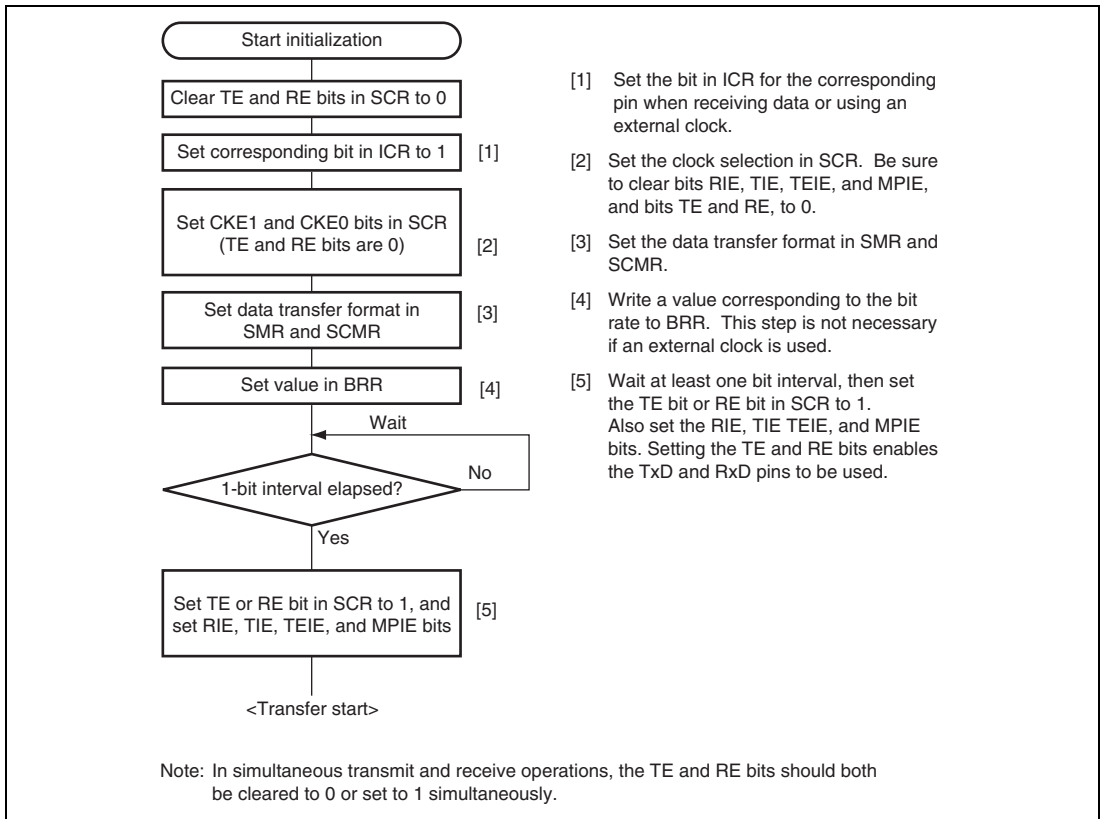 Start initialization
Clear TE and RE bits in SCR to 0
Set corresponding bit in ICR to 1
[1]
Set CKE1 and CKE0 bits in SCR
(TE and RE bits are 0)
[2]
Set data transfer format in
SMR and SCMR
[3]
Set value in BRR
[4]
Wait
1-bit interval elapsed?
No
Yes
Set TE or RE bit in SCR to 1, and
set RIE, TIE, TEIE, and MPIE bits
[5]
<Transfer start>
[1] Set the bit in ICR for the corresponding
pin when receiving data or using an
external clock.
[2] Set the clock selection in SCR. Be sure
to clear bits RIE, TIE, TEIE, and MPIE,
and bits TE and RE, to 0.
[3] Set the data transfer format in SMR and
SCMR.
[4] Write a value corresponding to the bit
rate to BRR. This step is not necessary
if an external clock is used.
[5] Wait at least one bit interval, then set
the TE bit or RE bit in SCR to 1.
Also set the RIE, TIE TEIE, and MPIE
bits. Setting the TE and RE bits enables
the TxD and RxD pins to be used.
Note: In simultaneous transmit and receive operations, the TE and RE bits should both
be cleared to 0 or set to 1 simultaneously.